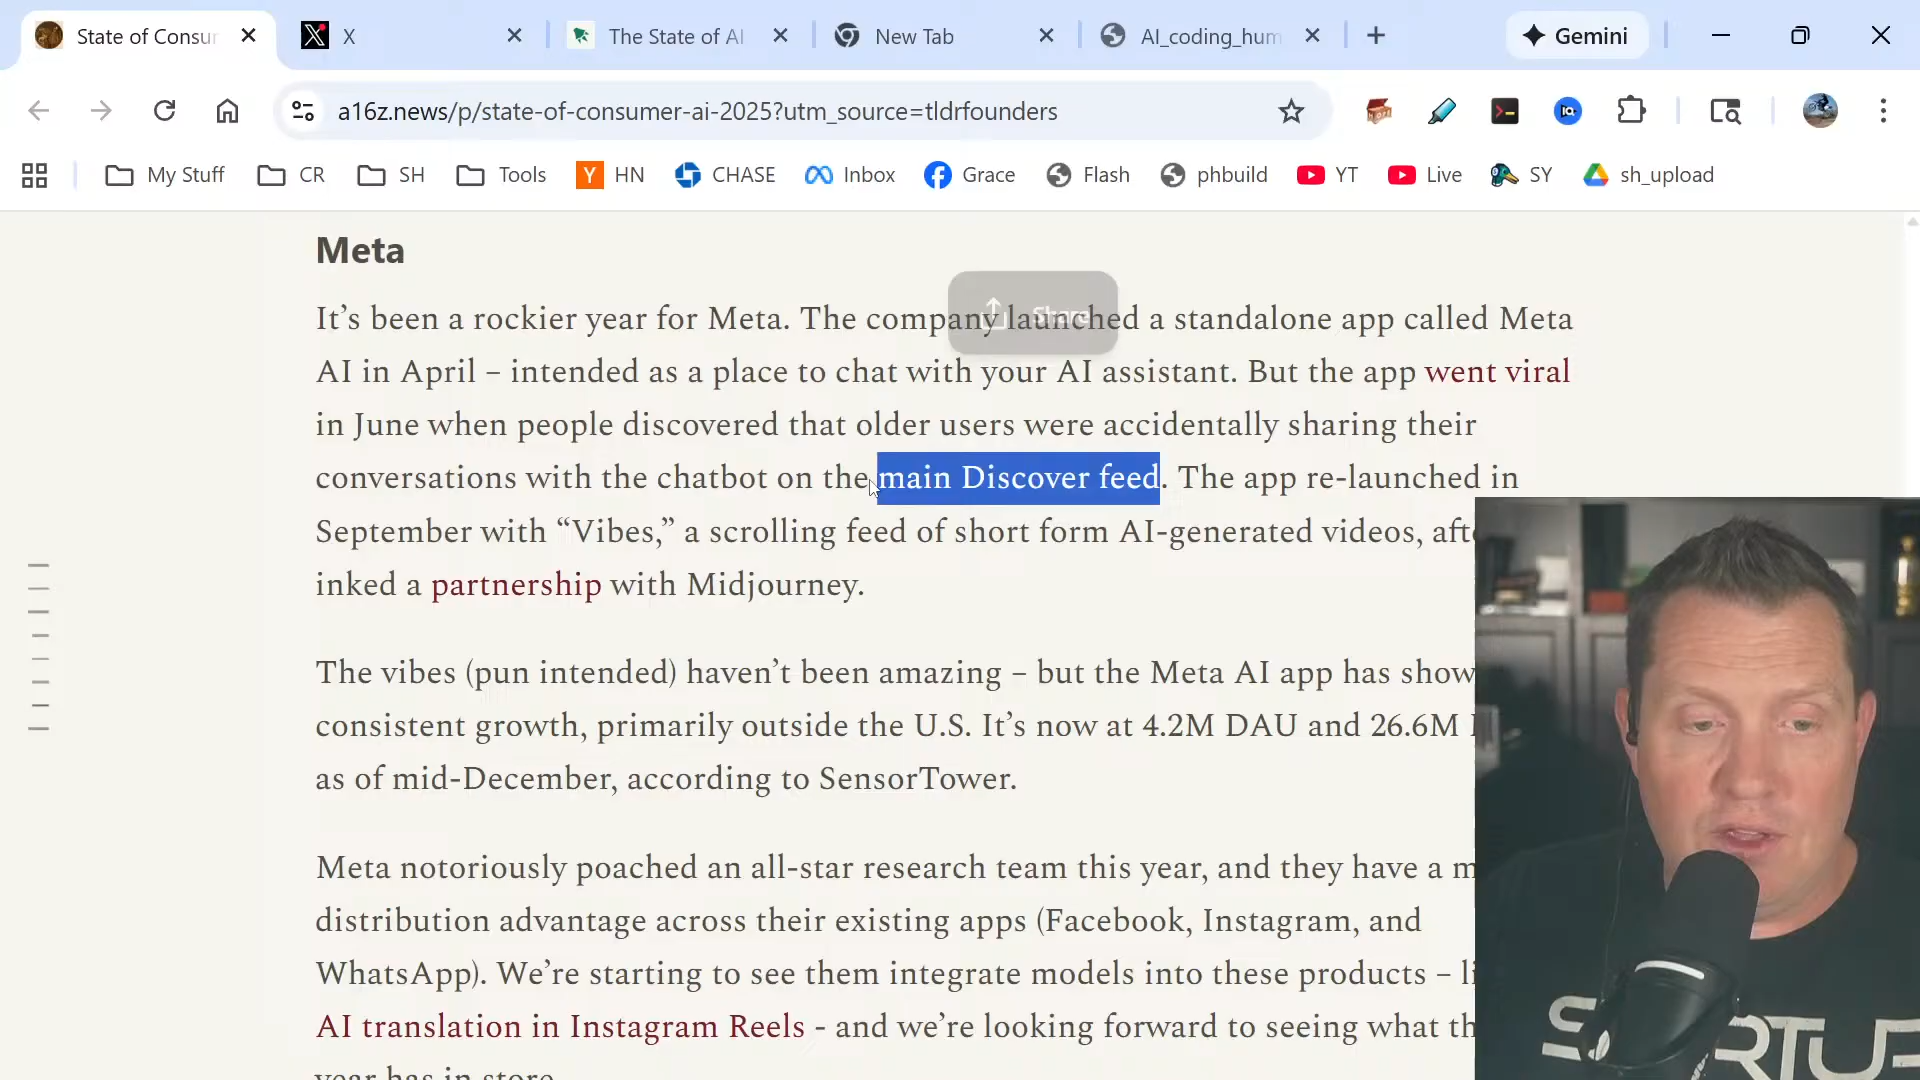 State of Consu
X
The State of AI
New Tab
AI_coding_hum
Gemini
a16z.news/p/state-of-consumer-ai-2025?utm_source=tldrfounders
My Stuff
CR
SH
Tools
HN
CHASE
Inbox
Grace
Flash
phbuild
YT
Live
SY
sh_upload
Meta
Share
It’s been a rockier year for Meta. The company launched a standalone app called Meta
AI in April – intended as a place to chat with your AI assistant. But the app went viral
in June when people discovered that older users were accidentally sharing their
conversations with the chatbot on the main Discover feed. The app re-launched in
September with “Vibes,” a scrolling feed of short form AI-generated videos, afte
inked a partnership with Midjourney.
The vibes (pun intended) haven’t been amazing – but the Meta AI app has show
consistent growth, primarily outside the U.S. It’s now at 4.2M DAU and 26.6M
as of mid-December, according to SensorTower.
Meta notoriously poached an all-star research team this year, and they have a m
distribution advantage across their existing apps (Facebook, Instagram, and
WhatsApp). We’re starting to see them integrate models into these products – li
AI translation in Instagram Reels - and we’re looking forward to seeing what th
year has in store.